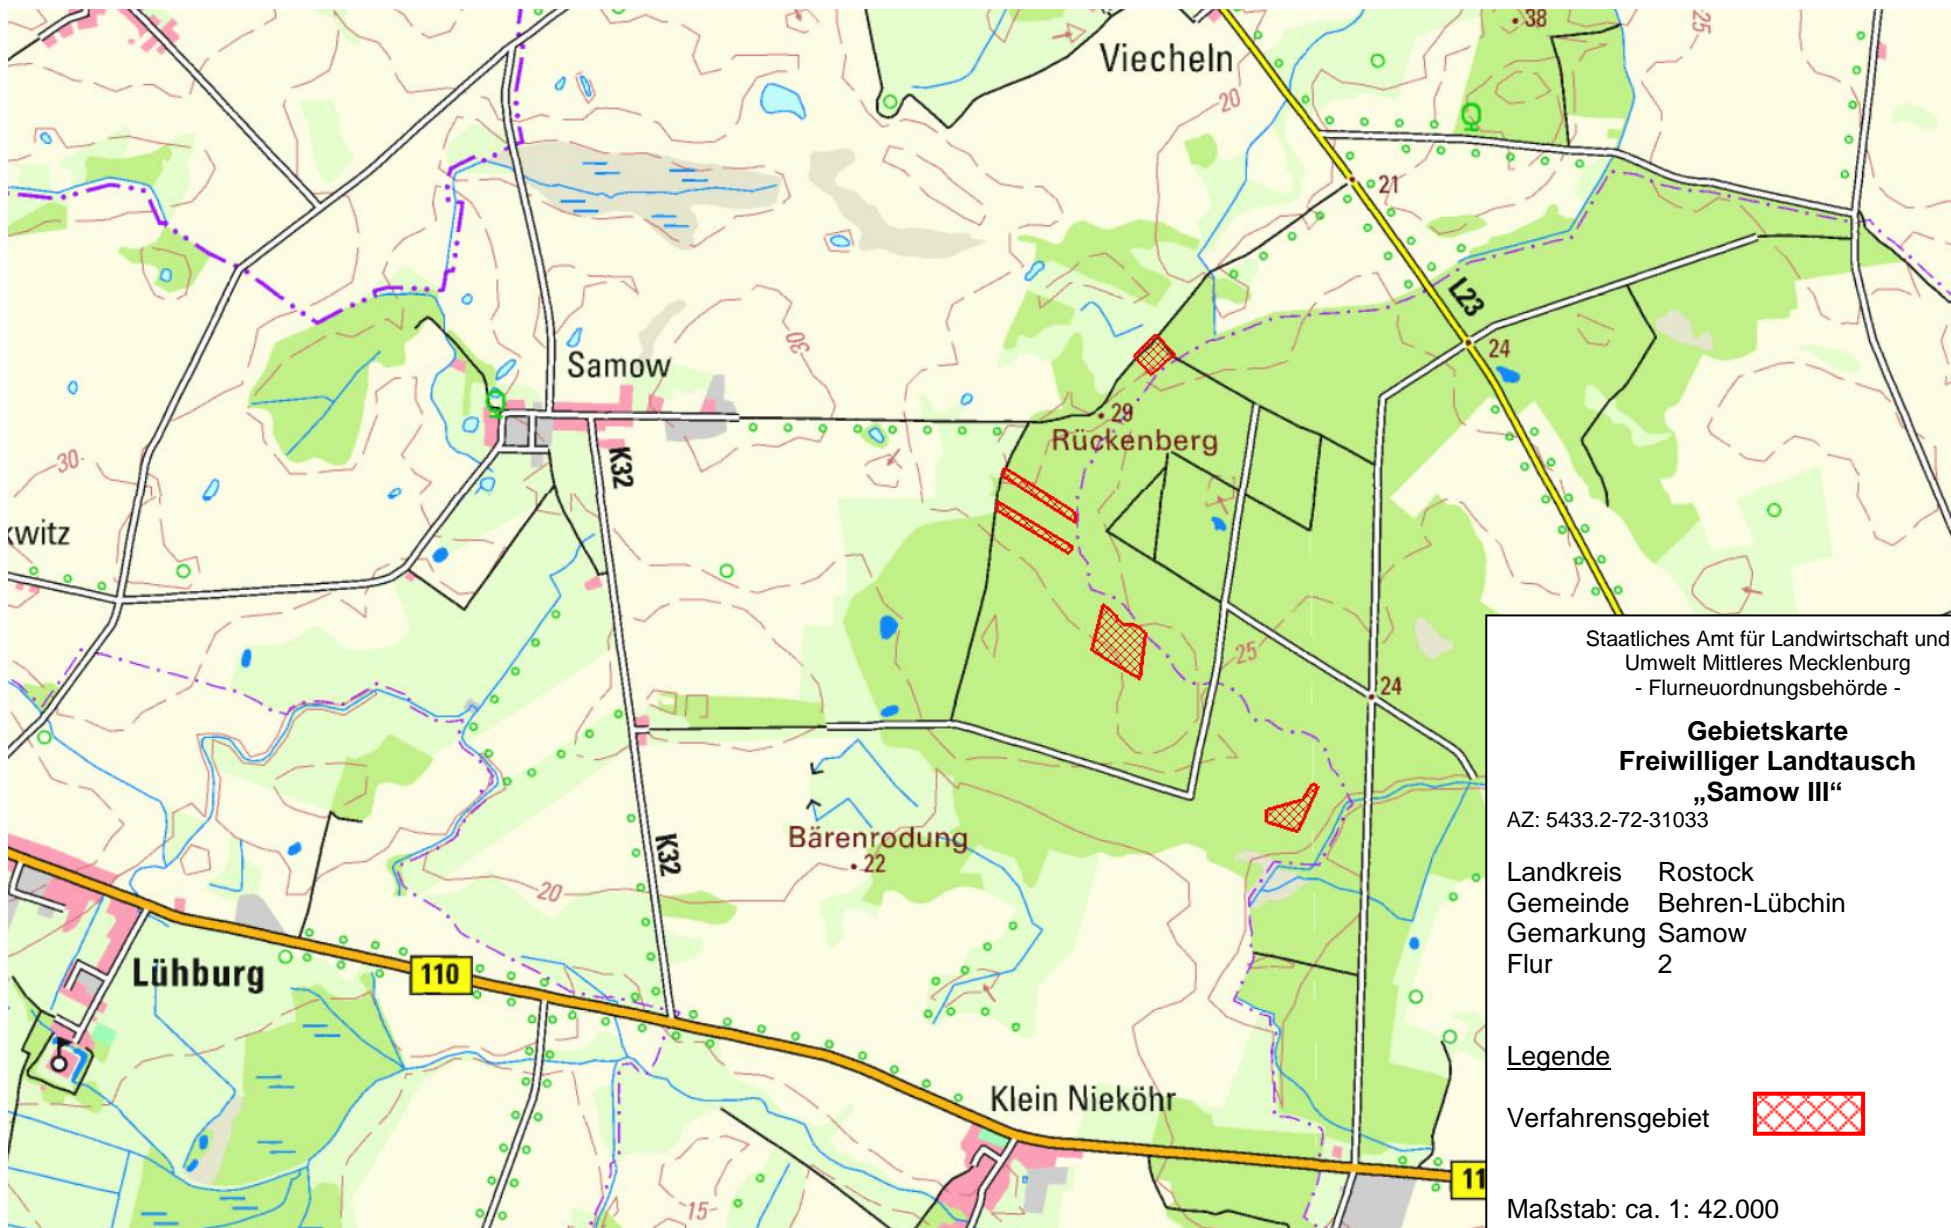 38
25
Viecheln
20
21
L23
24
30
Samow
29
Rückenberg
30
K32
witz
25
24
Bärenrodung
22
K32
20
Lühburg
110
Klein Nieköhr
15
11
Staatliches Amt für Landwirtschaft und
Umwelt Mittleres Mecklenburg
- Flurneuordnungsbehörde -
Gebietskarte
Freiwilliger Landtausch
„Samow III“
AZ: 5433.2-72-31033
Landkreis Rostock
Gemeinde Behren-Lübchin
Gemarkung Samow
Flur 2
Legende
Verfahrensgebiet
Maßstab: ca. 1: 42.000